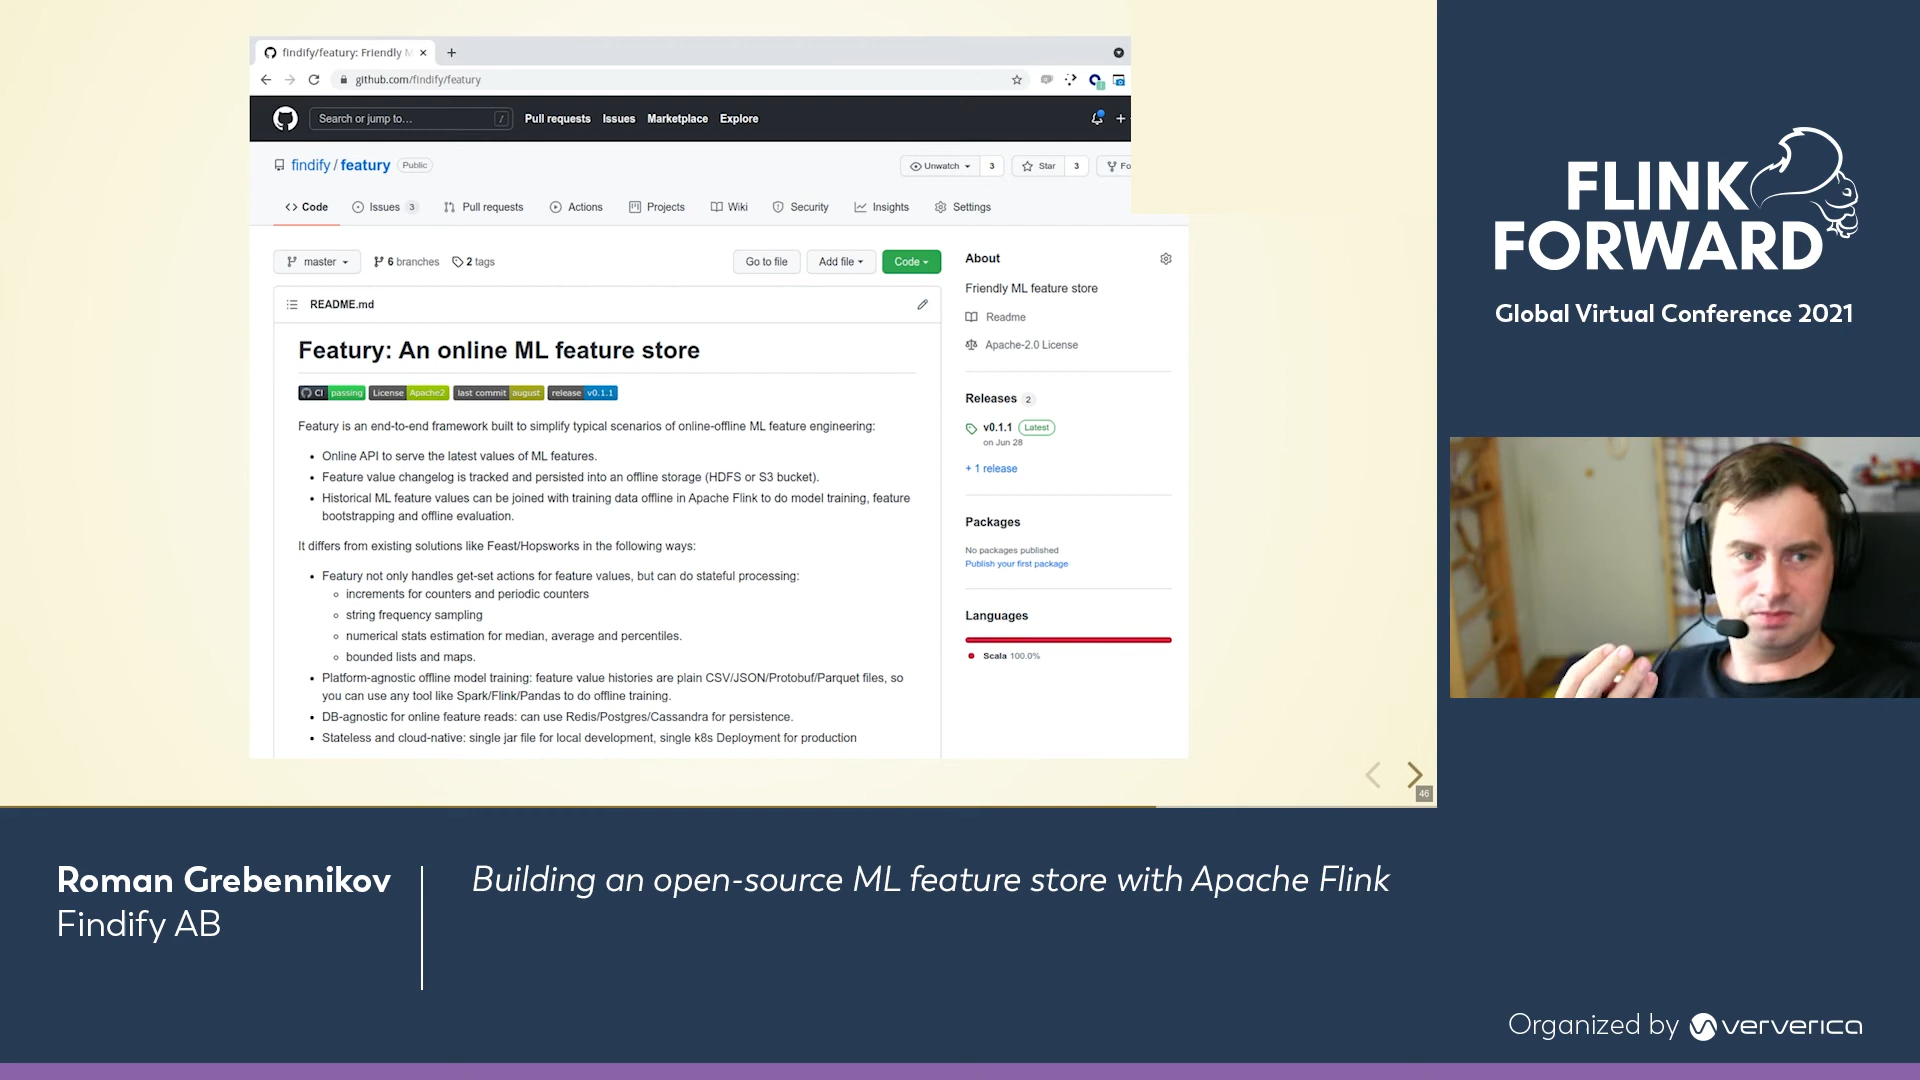 findify/featury: Friendly M
github.com/findify/featury
Search or jump to…
/
Pull requests Issues Marketplace Explore
findify / featury Public
Unwatch 3 Star 3 Fo
Code Issues 3 Pull requests Actions Projects Wiki Security Insights Settings
master 6 branches 2 tags Go to file Add file Code
README.md
Featury: An online ML feature store
CI passing License Apache2 last commit august release v0.1.1
Featury is an end-to-end framework built to simplify typical scenarios of online-offline ML feature engineering:
• Online API to serve the latest values of ML features.
• Feature value changelog is tracked and persisted into an offline storage (HDFS or S3 bucket).
• Historical ML feature values can be joined with training data offline in Apache Flink to do model training, feature
bootstrapping and offline evaluation.
It differs from existing solutions like Feast/Hopsworks in the following ways:
• Featury not only handles get-set actions for feature values, but can do stateful processing:
◦ increments for counters and periodic counters
◦ string frequency sampling
◦ numerical stats estimation for median, average and percentiles.
◦ bounded lists and maps.
• Platform-agnostic offline model training: feature value histories are plain CSV/JSON/Protobuf/Parquet files, so
you can use any tool like Spark/Flink/Pandas to do offline training.
• DB-agnostic for online feature reads: can use Redis/Postgres/Cassandra for persistence.
• Stateless and cloud-native: single jar file for local development, single k8s Deployment for production
About
Friendly ML feature store
Readme
Apache-2.0 License
Releases 2
v0.1.1 Latest
on Jun 28
+ 1 release
Packages
No packages published
Publish your first package
Languages
Scala 100.0%
46
FLINK
FORWARD
Global Virtual Conference 2021
Roman Grebennikov
Findify AB
Building an open-source ML feature store with Apache Flink
Organized by ververica